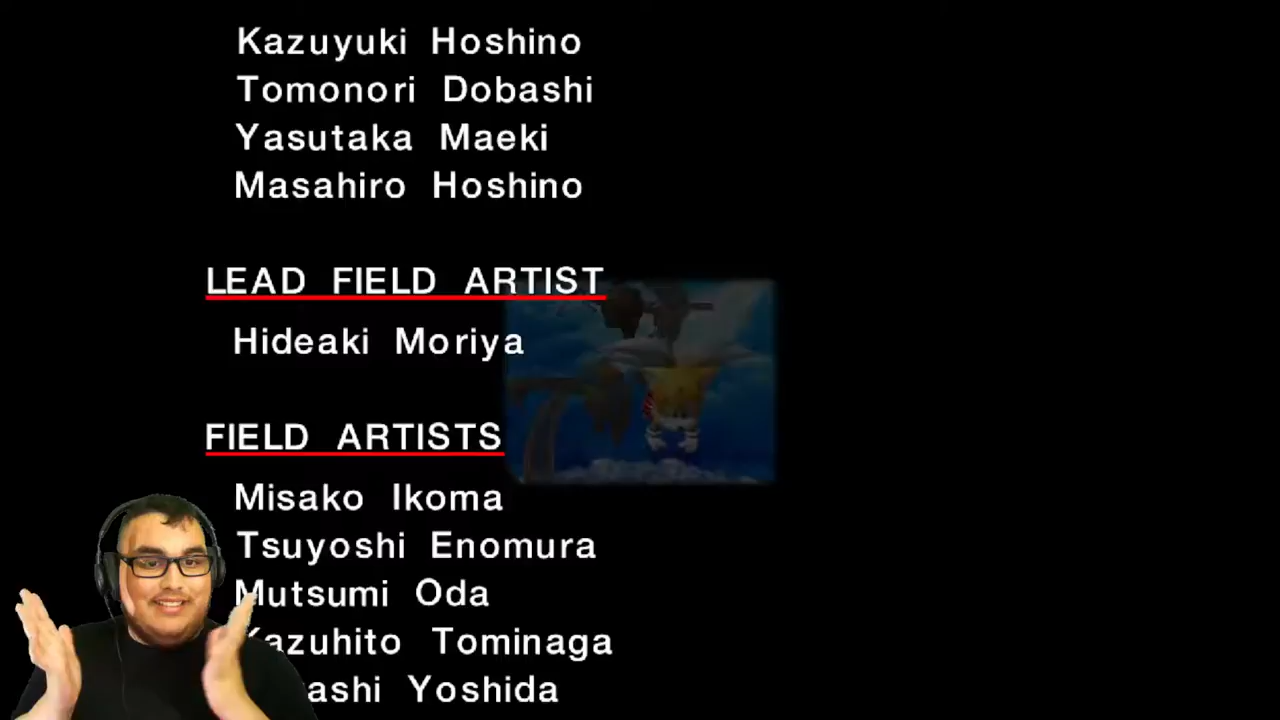 Kazuyuki Hoshino
Tomonori Dobashi
Yasutaka Maeki
Masahiro Hoshino
LEAD FIELD ARTIST
Hideaki Moriya
FIELD ARTISTS
Misako Ikoma
Tsuyoshi Enomura
Mutsumi Oda
Kazuhito Tominaga
Yoshida